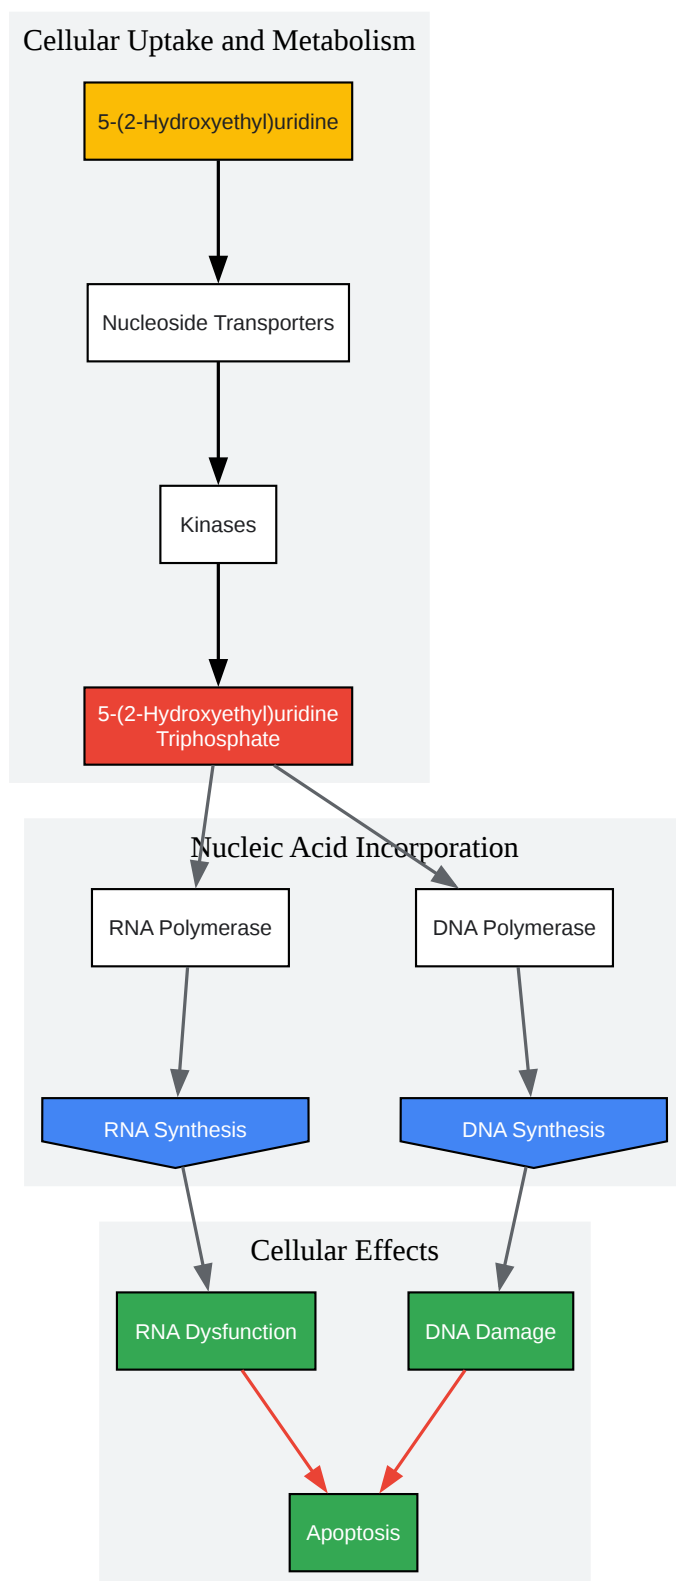 Cellular Uptake and Metabolism
5-(2-Hydroxyethyl)uridine
Nucleoside Transporters
Kinases
5-(2-Hydroxyethyl)uridine
Triphosphate
Nucleic Acid Incorporation
RNA Polymerase
DNA Polymerase
RNA Synthesis
DNA Synthesis
Cellular Effects
RNA Dysfunction
DNA Damage
Apoptosis